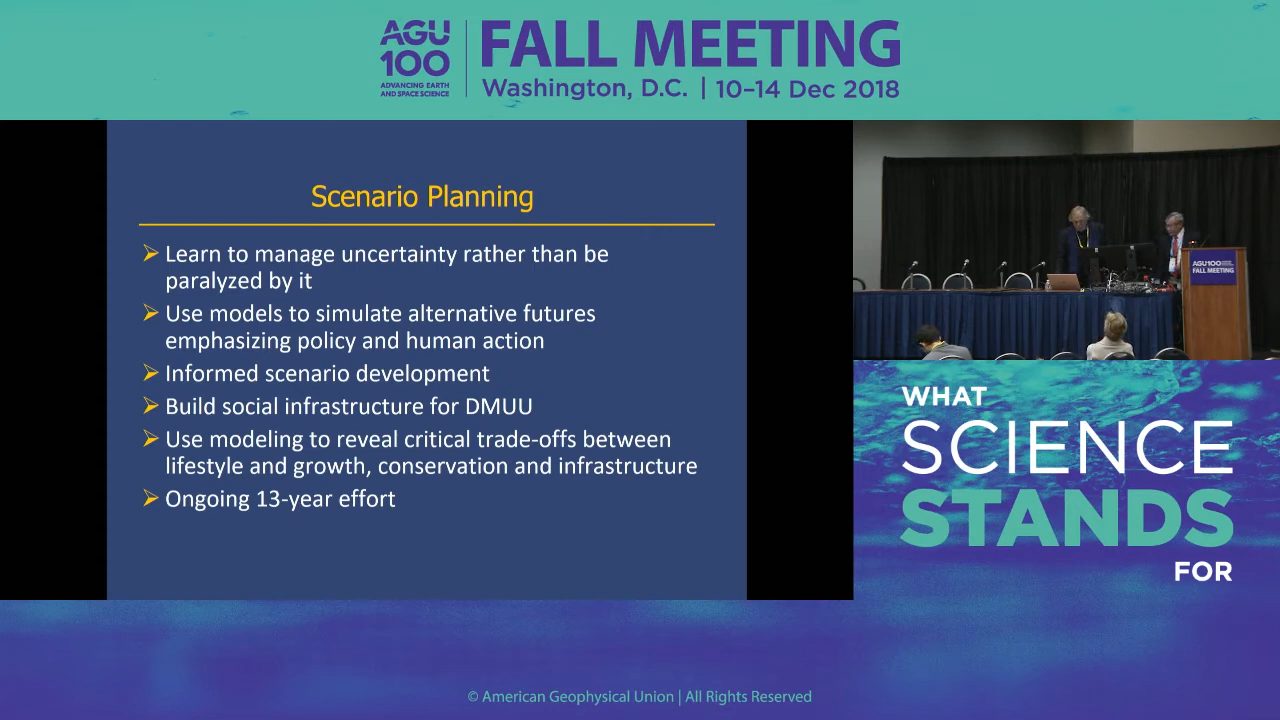 AGU
100
ADVANCING EARTH
AND SPACE SCIENCE
FALL MEETING
Washington, D.C. | 10–14 Dec 2018
Scenario Planning
Learn to manage uncertainty rather than be
paralyzed by it
Use models to simulate alternative futures
emphasizing policy and human action
Informed scenario development
Build social infrastructure for DMUU
Use modeling to reveal critical trade-offs between
lifestyle and growth, conservation and infrastructure
Ongoing 13-year effort
AGU100
FALL MEETING
WHAT
SCIENCE
STANDS
FOR
© American Geophysical Union | All Rights Reserved